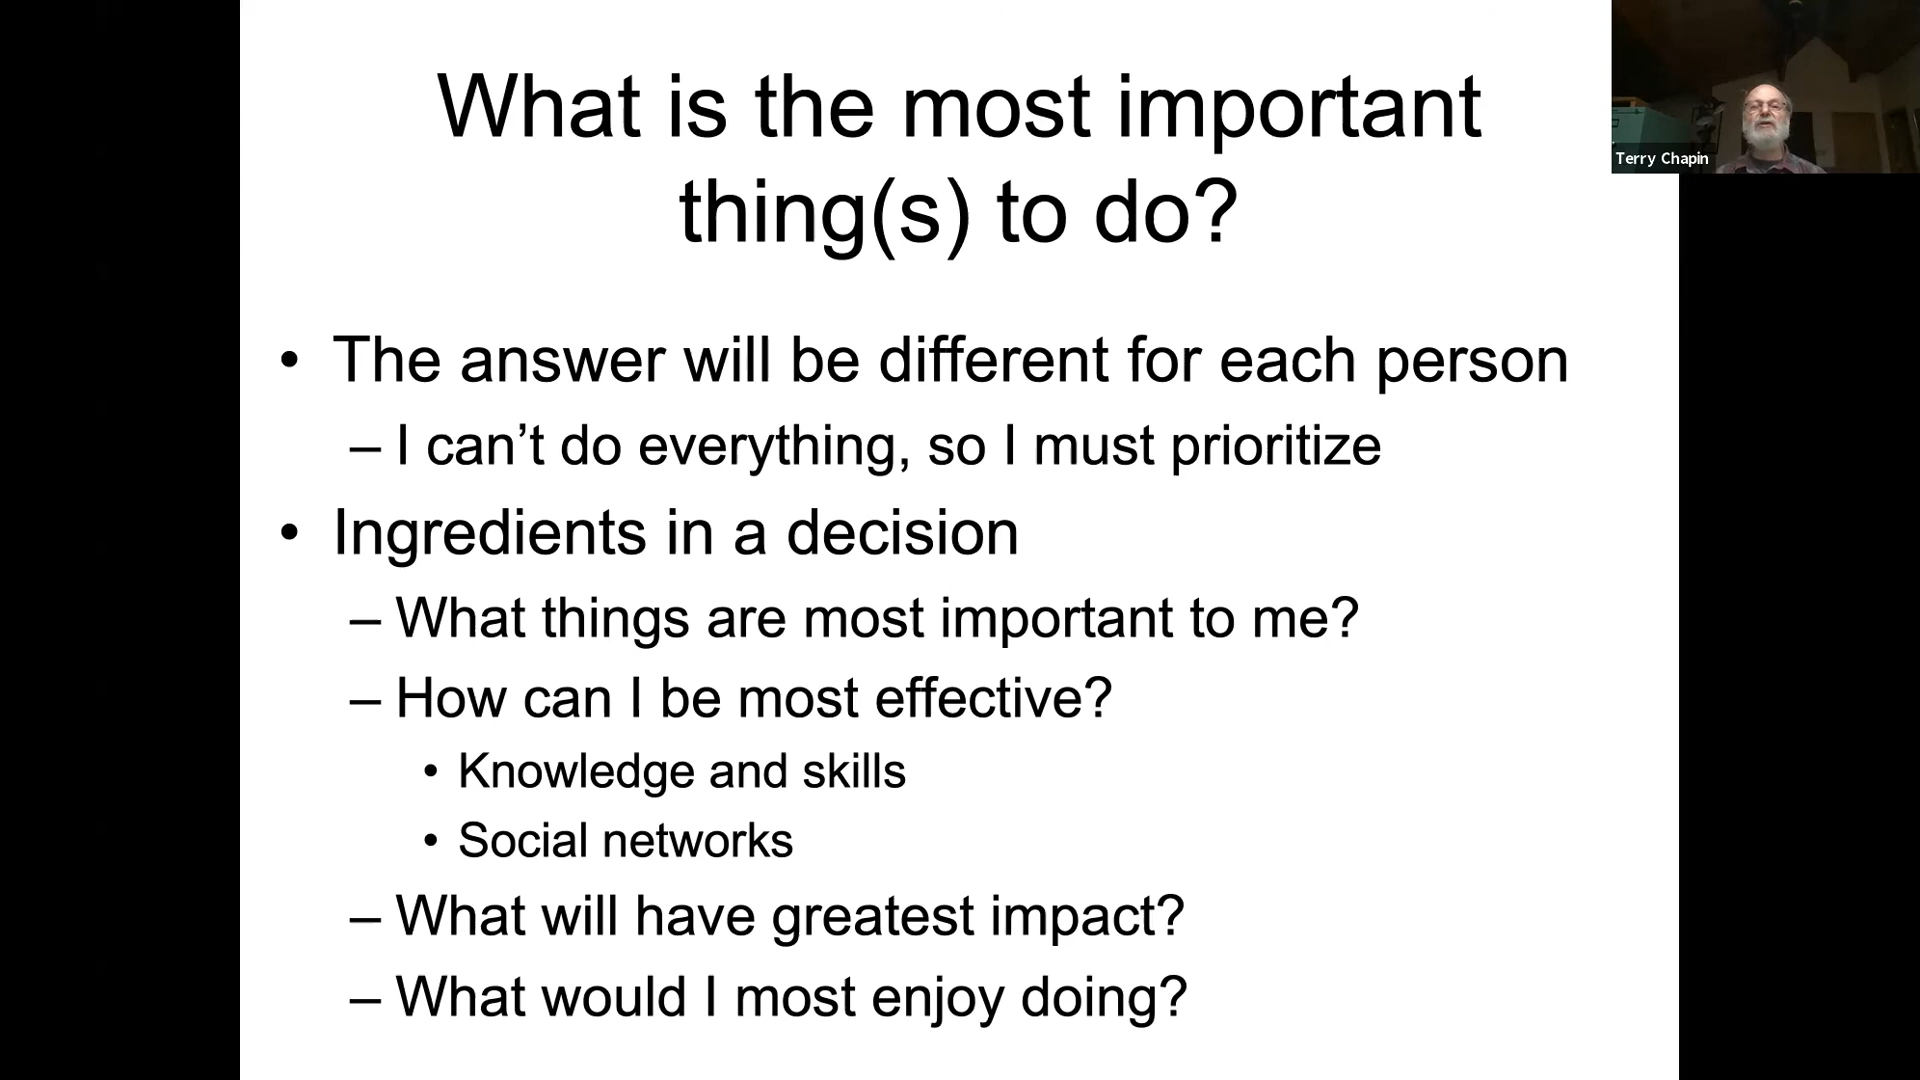 What is the most important
thing(s) to do?
Terry Chapin
• The answer will be different for each person
– I can’t do everything, so I must prioritize
• Ingredients in a decision
– What things are most important to me?
– How can I be most effective?
• Knowledge and skills
• Social networks
– What will have greatest impact?
– What would I most enjoy doing?